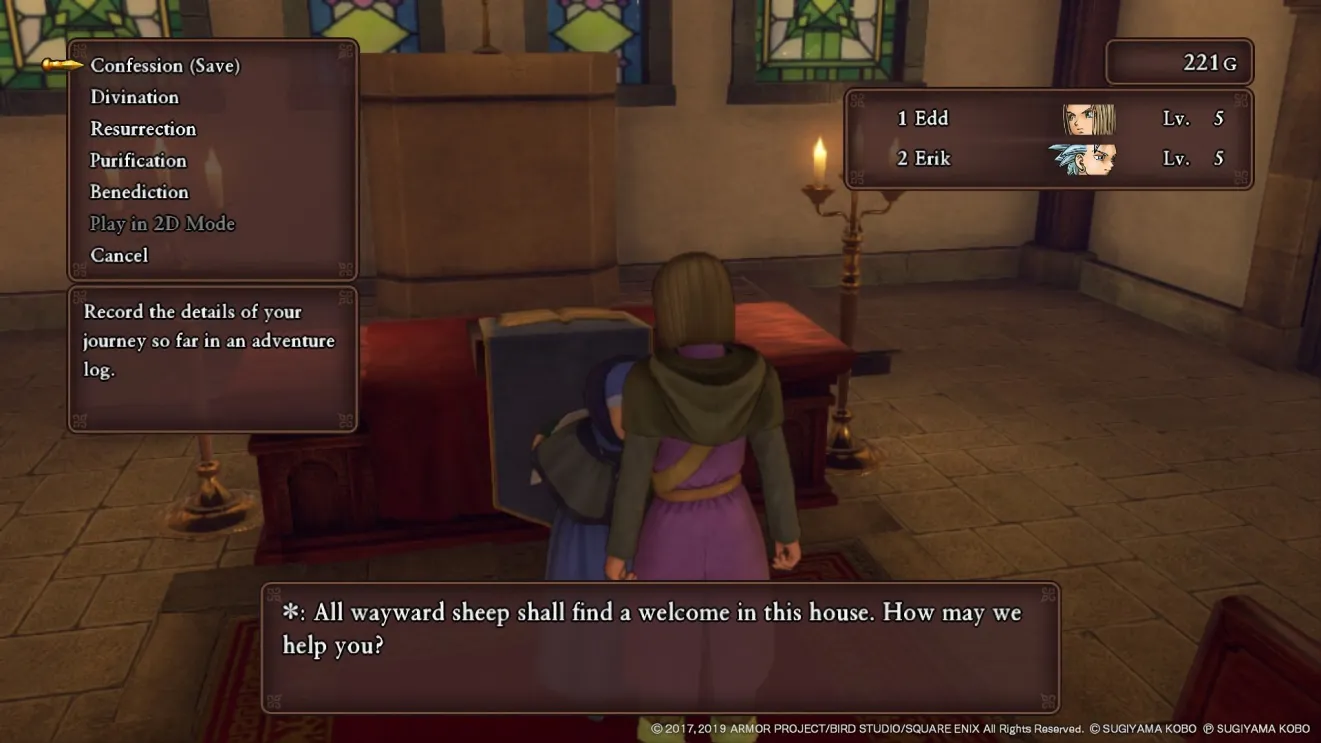 Confession (Save)
Divination
Resurrection
Purification
Benediction
Play in 2D Mode
Cancel
Record the details of your
journey so far in an adventure
log.
221G
1 Edd Lv. 5
2 Erik Lv. 5
*: All wayward sheep shall find a welcome in this house. How may we
help you?
© 2017, 2019 ARMOR PROJECT/BIRD STUDIO/SQUARE ENIX All Rights Reserved. © SUGIYAMA KOBO ℗ SUGIYAMA KOBO